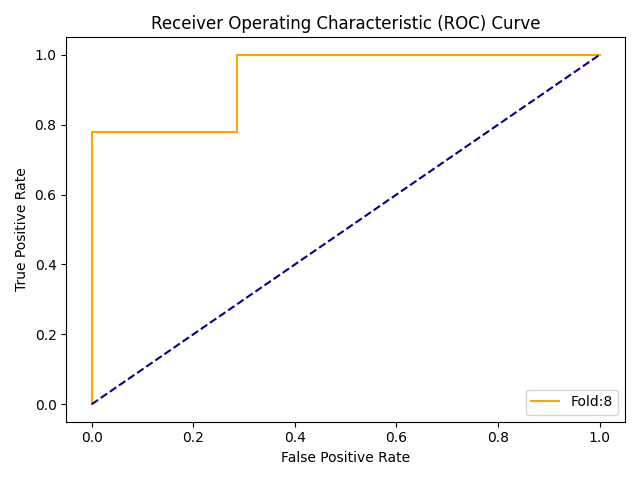 Receiver Operating Characteristic (ROC) Curve
True Positive Rate
1.0
0.8
0.6
0.4
0.2
0.0
Fold:8
0.0 0.2 0.4 0.6 0.8 1.0
False Positive Rate